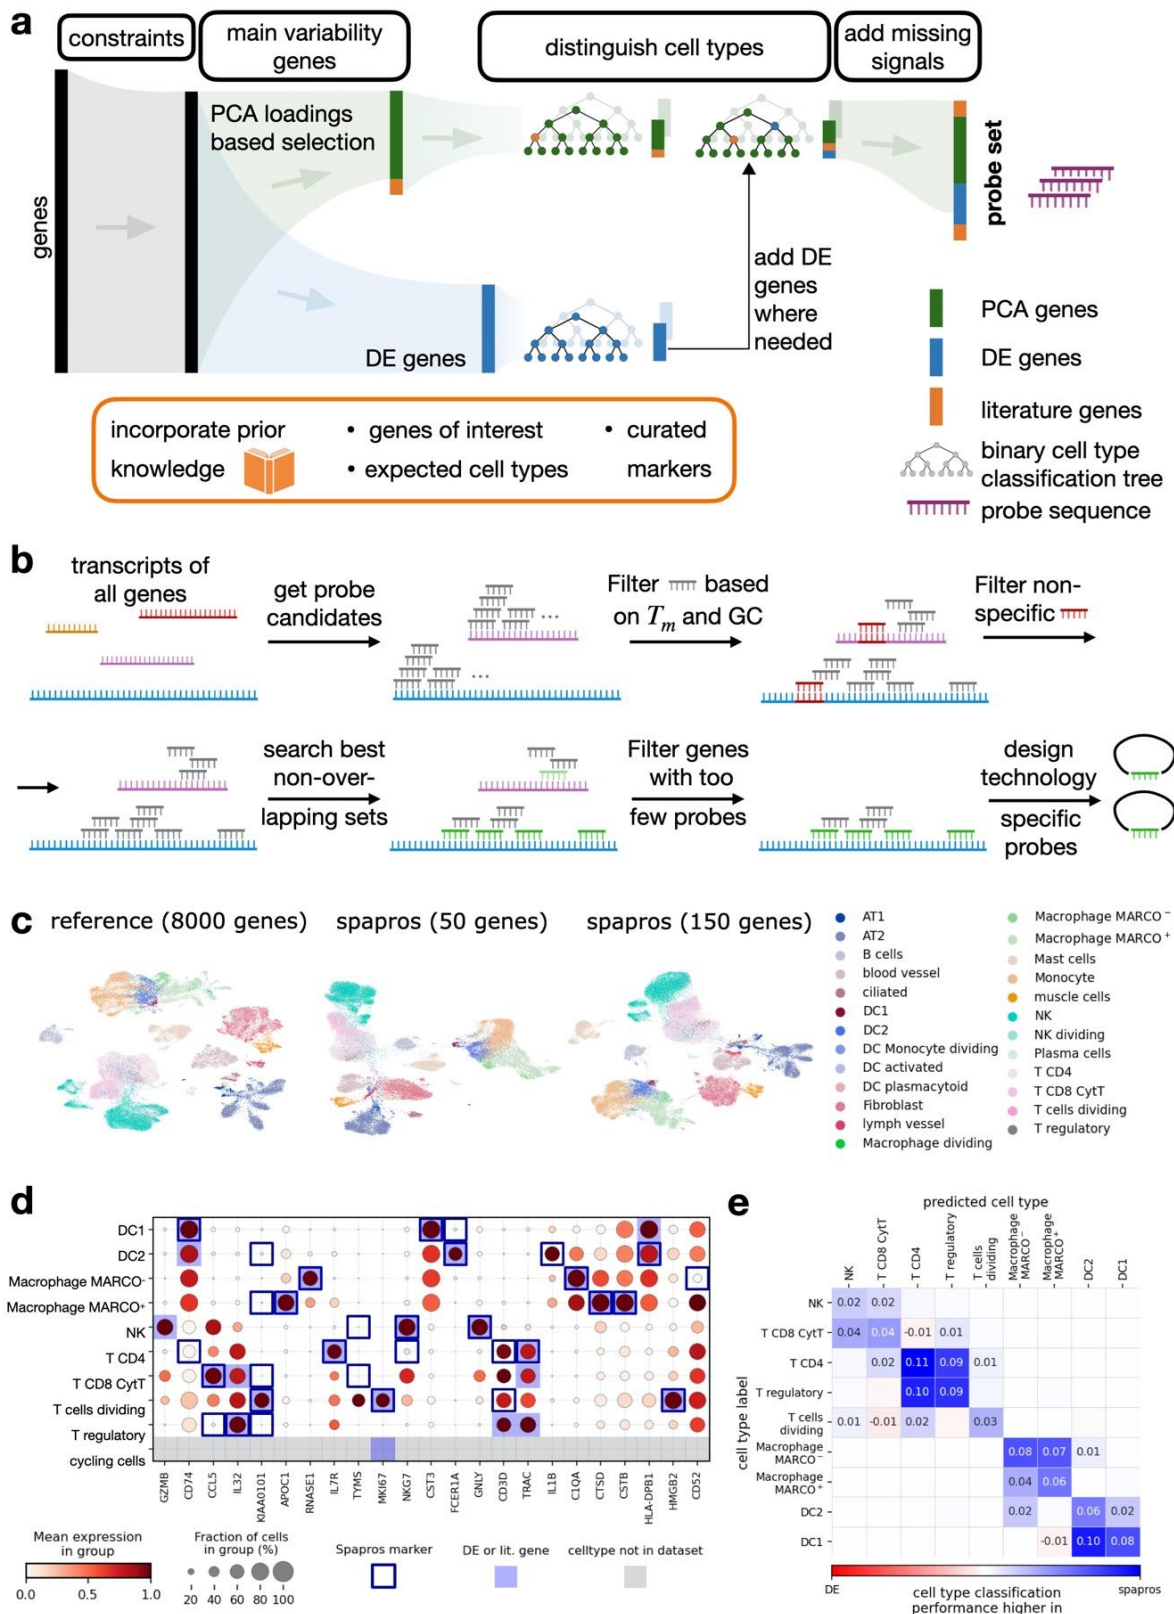 a
constraints
main variability
genes
distinguish cell types
add missing
signals
PCA loadings
based selection
genes
probe set
add DE
genes
where
needed
DE genes
PCA genes
DE genes
literature genes
binary cell type
classification tree
probe sequence
incorporate prior
knowledge
• genes of interest
• expected cell types
• curated
markers
b
transcripts of
all genes
get probe
candidates
...
...
Filter based
on Tm and GC
Filter non-
specific
search best
non-over-
lapping sets
Filter genes
with too
few probes
design
technology
specific
probes
c
reference (8000 genes)
spapros (50 genes)
spapros (150 genes)
AT1
AT2
B cells
blood vessel
ciliated
DC1
DC2
DC Monocyte dividing
DC activated
DC plasmacytoid
Fibroblast
lymph vessel
Macrophage dividing
Macrophage MARCO⁻
Macrophage MARCO⁺
Mast cells
Monocyte
muscle cells
NK
NK dividing
Plasma cells
T CD4
T CD8 CytT
T cells dividing
T regulatory
d
DC1
DC2
Macrophage MARCO⁻
Macrophage MARCO⁺
NK
T CD4
T CD8 CytT
T cells dividing
T regulatory
cycling cells
GZMB
CD74
CCL5
IL32
KIAA0101
APOC1
RNASE1
IL7R
TYMS
MKI67
NKG7
CST3
FCER1A
GNLY
CD3D
TRAC
IL1B
C1QA
CTSD
CSTB
HLA-DPB1
HMGB2
CD52
Mean expression
in group
0.0 0.5 1.0
Fraction of cells
in group (%)
20 40 60 80 100
Spapros marker
DE or lit. gene
celltype not in dataset
e
predicted cell type
NK
T CD8 CytT
T CD4
T regulatory
T cells
dividing
Macrophage
MARCO⁻
Macrophage
MARCO⁺
DC2
DC1
cell type label
NK 0.02 0.02
T CD8 CytT 0.04 0.04 -0.01 0.01
T CD4 0.02 0.11 0.09 0.01
T regulatory 0.10 0.09
T cells
dividing 0.01 -0.01 0.02 0.03
Macrophage
MARCO⁻ 0.08 0.07 0.01
Macrophage
MARCO⁺ 0.04 0.06
DC2 0.02 0.06 0.02
DC1 -0.01 0.10 0.08
DE
spapros
cell type classification
performance higher in